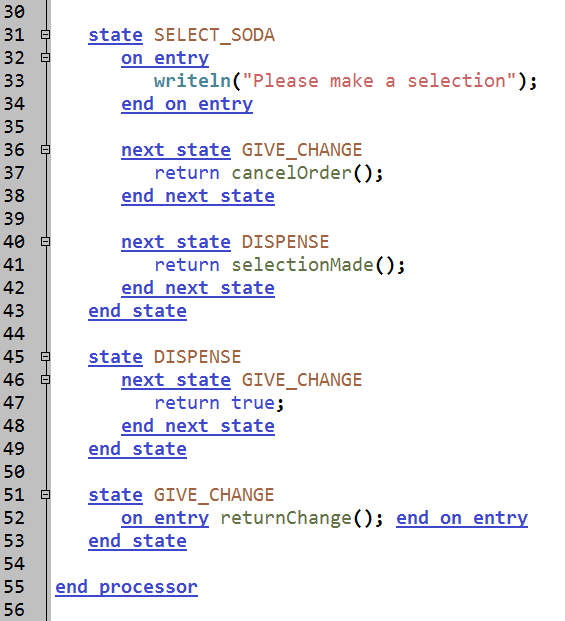 30
31 state SELECT_SODA
32 on entry
33 writeln("Please make a selection");
34 end on entry
35
36 next state GIVE_CHANGE
37 return cancelOrder();
38 end next state
39
40 next state DISPENSE
41 return selectionMade();
42 end next state
43 end state
44
45 state DISPENSE
46 next state GIVE_CHANGE
47 return true;
48 end next state
49 end state
50
51 state GIVE_CHANGE
52 on entry returnChange(); end on entry
53 end state
54
55 end processor
56